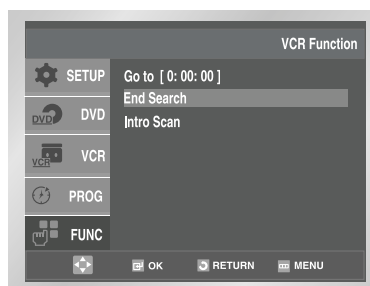 VCR Function
SETUP
Go to [ 0: 00: 00 ]
End Search
DVD DVD
Intro Scan
VCR VCR
PROG
FUNC
OK RETURN MENU